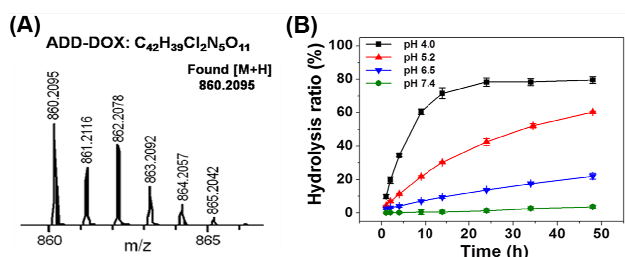 (A)
ADD-DOX: C₄₂H₃₉Cl₂N₅O₁₁
Found [M+H]
860.2095
860.2095
861.2116
862.2078
863.2092
864.2057
865.2042
860
865
m/z
(B)
Hydrolysis ratio (%)
100
80
60
40
20
0
pH 4.0
pH 5.2
pH 6.5
pH 7.4
0 10 20 30 40 50
Time (h)